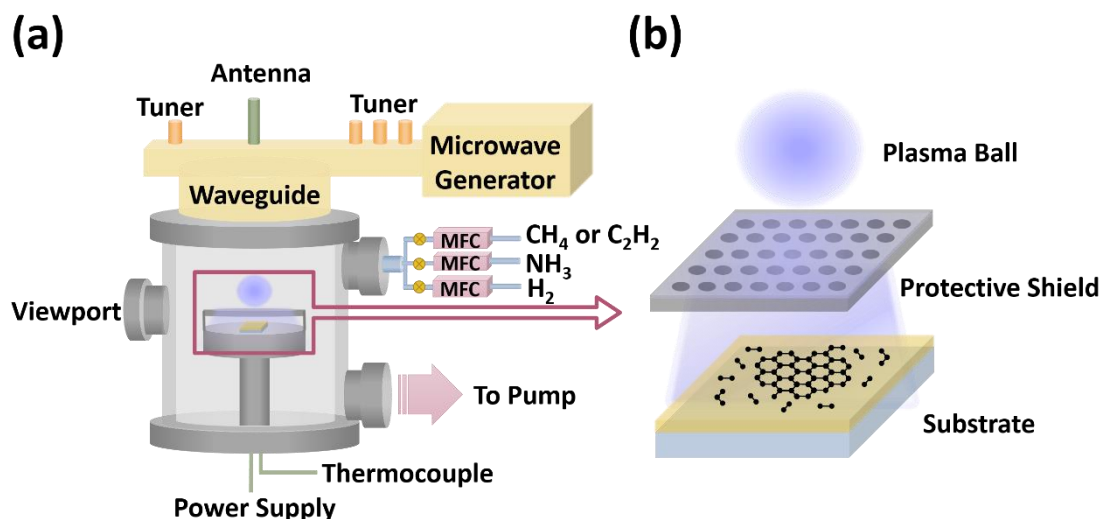 (a)
Antenna
Tuner
Tuner
Microwave
Generator
Waveguide
MFC
CH₄ or C₂H₂
MFC
NH₃
MFC
H₂
Viewport
To Pump
Thermocouple
Power Supply
(b)
Plasma Ball
Protective Shield
Substrate